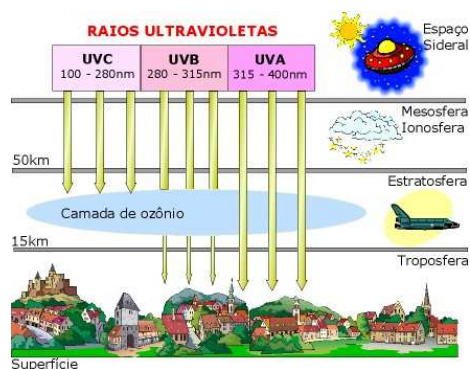 RAIOS ULTRAVIOLETAS
UVC
100 - 280nm
UVB
280 - 315nm
UVA
315 - 400nm
Espaço
Sideral
Mesosfera
Ionosfera
50km
Estratosfera
Camada de ozônio
15km
Troposfera
Superfície